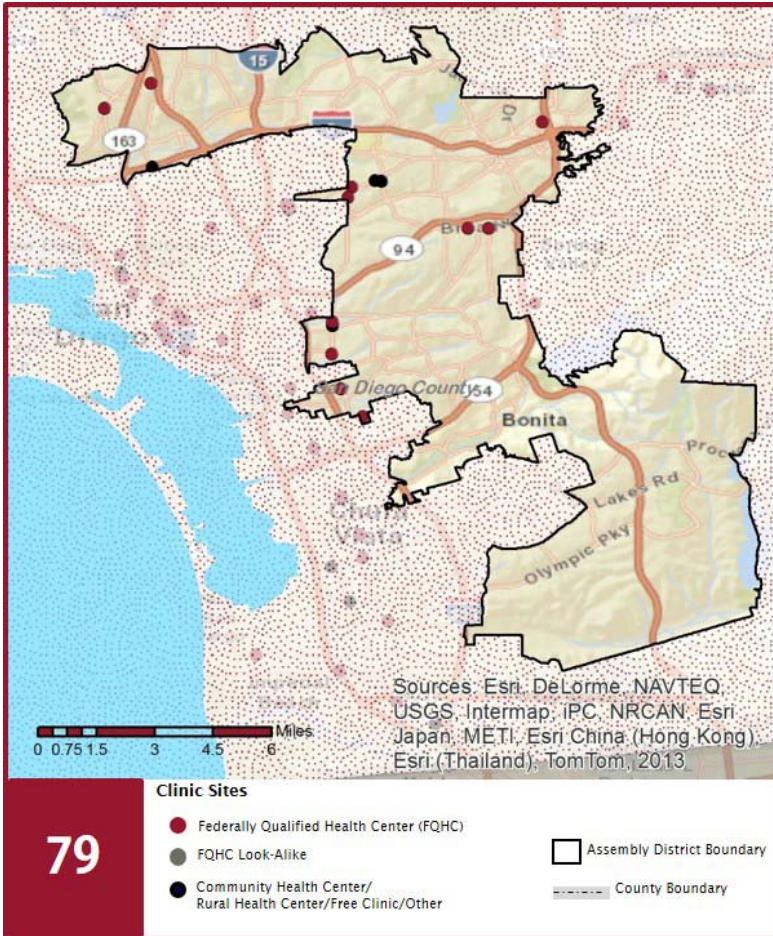 15
163
94
San Diego County
54
Bonita
Proc
Lakes Rd
Olympic Pky
Chula
Vista
San
Sources: Esri, DeLorme, NAVTEQ,
USGS, Intermap, iPC, NRCAN, Esri
Japan, METI, Esri China (Hong Kong),
Esri (Thailand), TomTom, 2013
Miles
0 0.75 1.5 3 4.5 6
79
Clinic Sites
Federally Qualified Health Center (FQHC)
FQHC Look-Alike
Community Health Center/
Rural Health Center/Free Clinic/Other
Assembly District Boundary
County Boundary